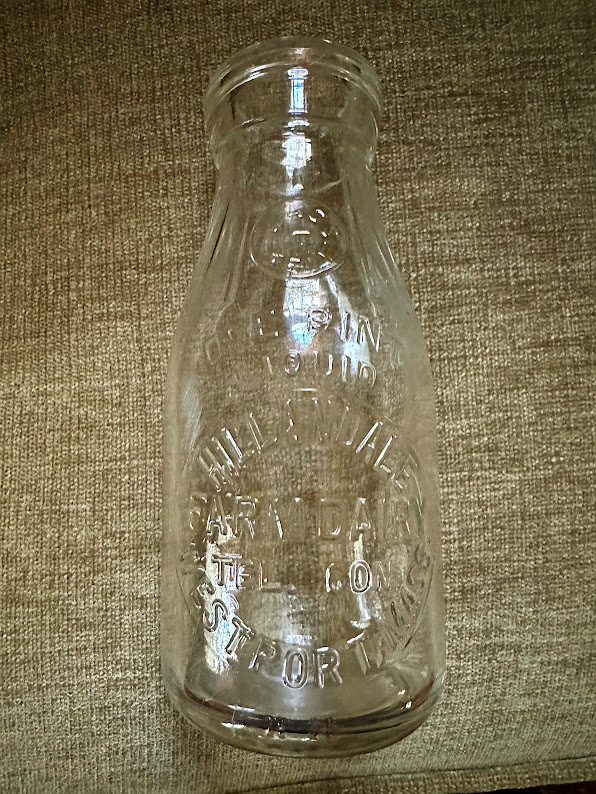 ONE PINT
LIQUID
HILLANDALE
FARM DAIRY
TEL. CON.
WESTPORT, MASS